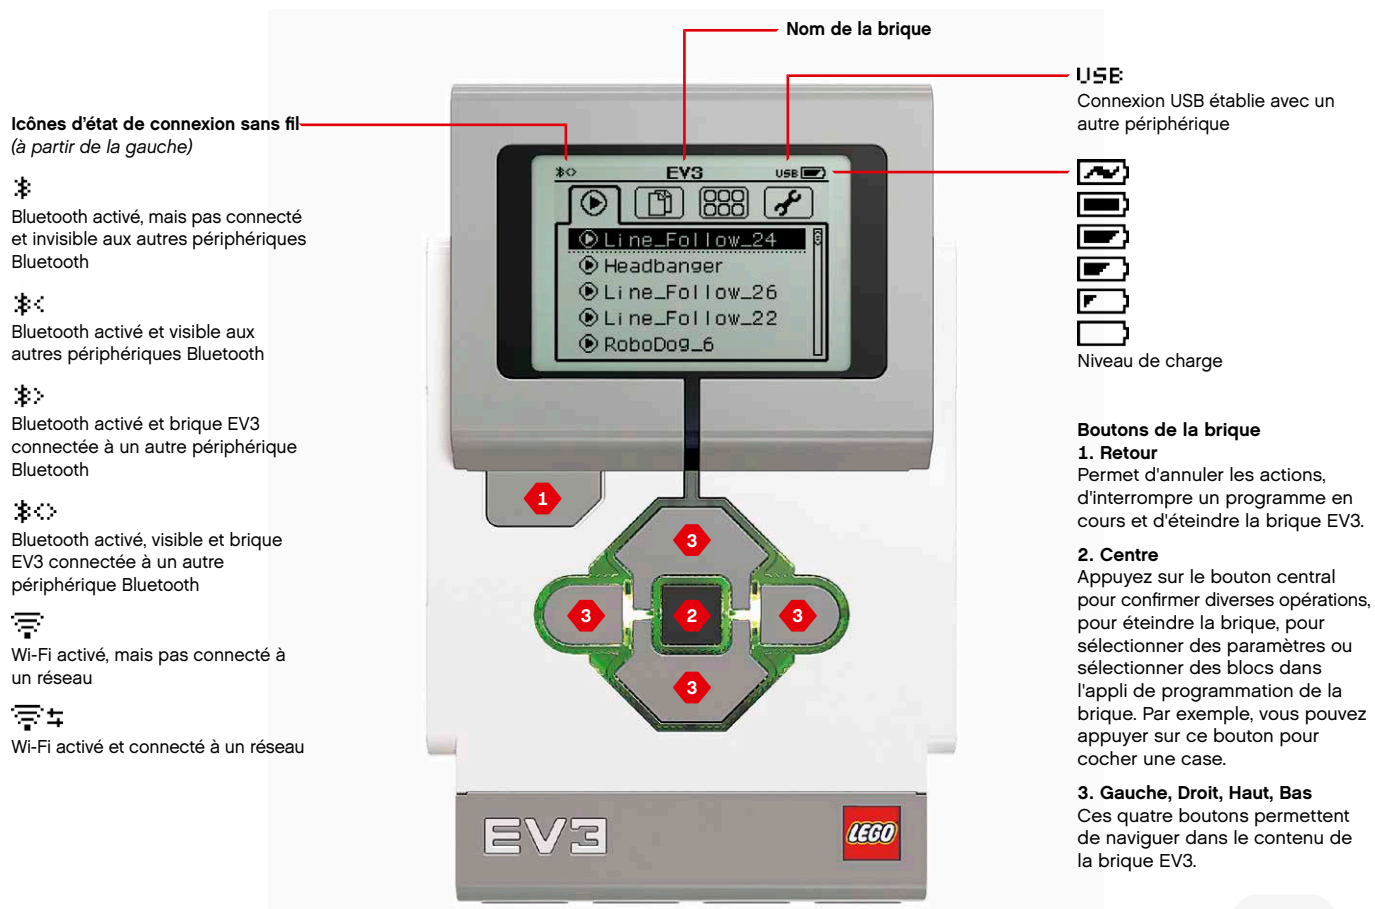 Nom de la brique
Icônes d'état de connexion sans fil
(à partir de la gauche)
Bluetooth activé, mais pas connecté
et invisible aux autres périphériques
Bluetooth
Bluetooth activé et visible aux
autres périphériques Bluetooth
Bluetooth activé et brique EV3
connectée à un autre périphérique
Bluetooth
Bluetooth activé, visible et brique
EV3 connectée à un autre
périphérique Bluetooth
Wi-Fi activé, mais pas connecté à
un réseau
Wi-Fi activé et connecté à un réseau
EV3 USB
Line_Follow_24
Headbanger
Line_Follow_26
Line_Follow_22
RoboDog_6
1
3
3 2 3
3
EV3 LEGO
USB
Connexion USB établie avec un
autre périphérique
Niveau de charge
Boutons de la brique
1. Retour
Permet d'annuler les actions,
d'interrompre un programme en
cours et d'éteindre la brique EV3.
2. Centre
Appuyez sur le bouton central
pour confirmer diverses opérations,
pour éteindre la brique, pour
sélectionner des paramètres ou
sélectionner des blocs dans
l'appli de programmation de la
brique. Par exemple, vous pouvez
appuyer sur ce bouton pour
cocher une case.
3. Gauche, Droit, Haut, Bas
Ces quatre boutons permettent
de naviguer dans le contenu de
la brique EV3.